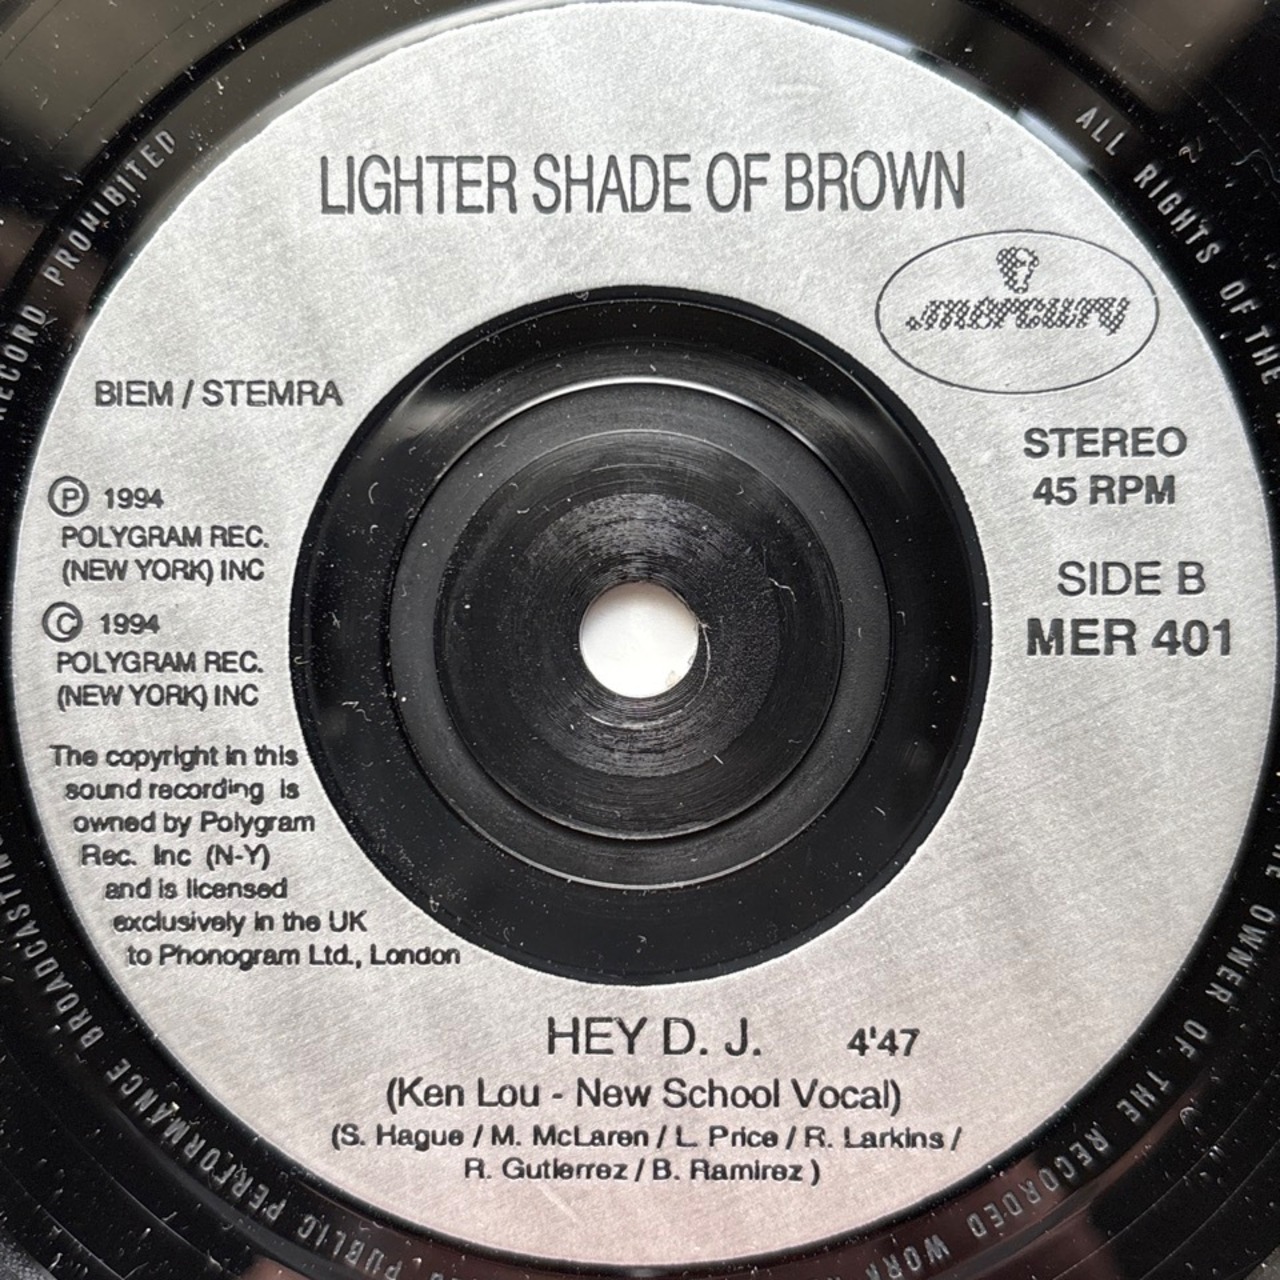 LIGHTER SHADE OF BROWN
mercury
BIEM / STEMRA
STEREO
45 RPM
SIDE B
MER 401
Ⓟ 1994
POLYGRAM REC.
(NEW YORK) INC
© 1994
POLYGRAM REC.
(NEW YORK) INC
The copyright in this
sound recording is
owned by Polygram
Rec. Inc (N-Y)
and is licensed
exclusively in the UK
to Phonogram Ltd., London
HEY D. J. 4'47
(Ken Lou - New School Vocal)
(S. Hague / M. McLaren / L. Price / R. Larkins /
R. Gutierrez / B. Ramirez )
ALL RIGHTS OF THE
OWNER OF THE RECORDED WORK
PUBLIC PERFORMANCE BROADCASTIN
RECORD PROHIBITED